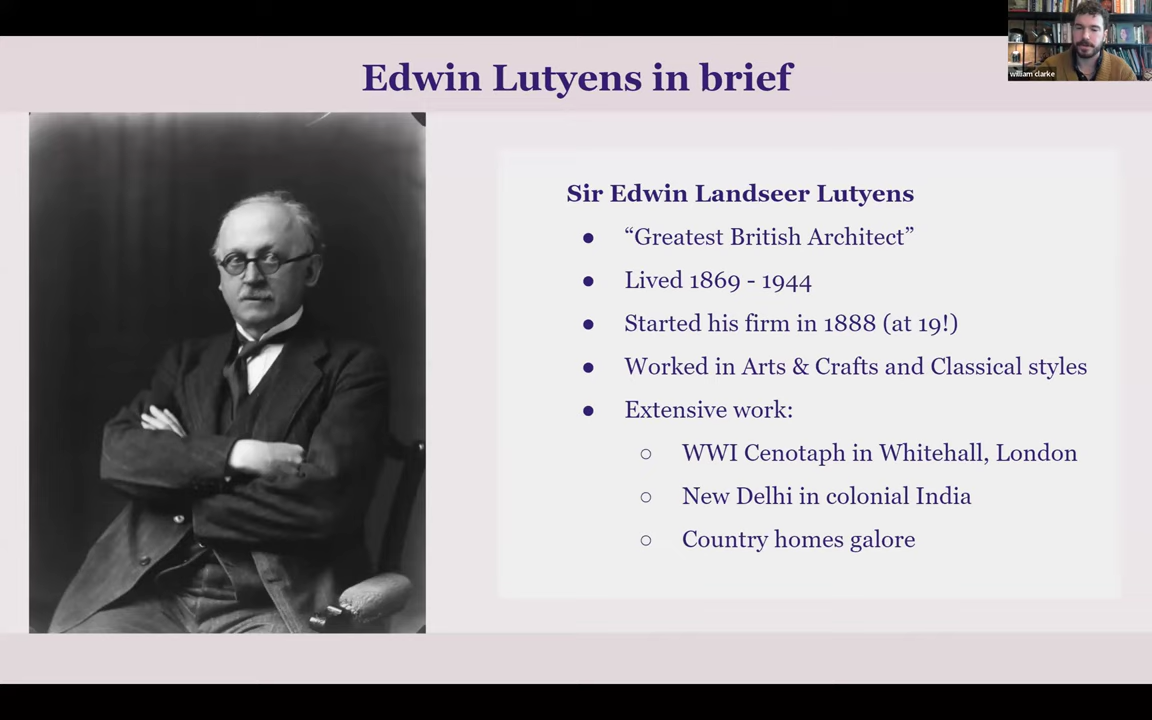 william clarke
Edwin Lutyens in brief
Sir Edwin Landseer Lutyens
● “Greatest British Architect”
● Lived 1869 - 1944
● Started his firm in 1888 (at 19!)
● Worked in Arts & Crafts and Classical styles
● Extensive work:
○ WWI Cenotaph in Whitehall, London
○ New Delhi in colonial India
○ Country homes galore